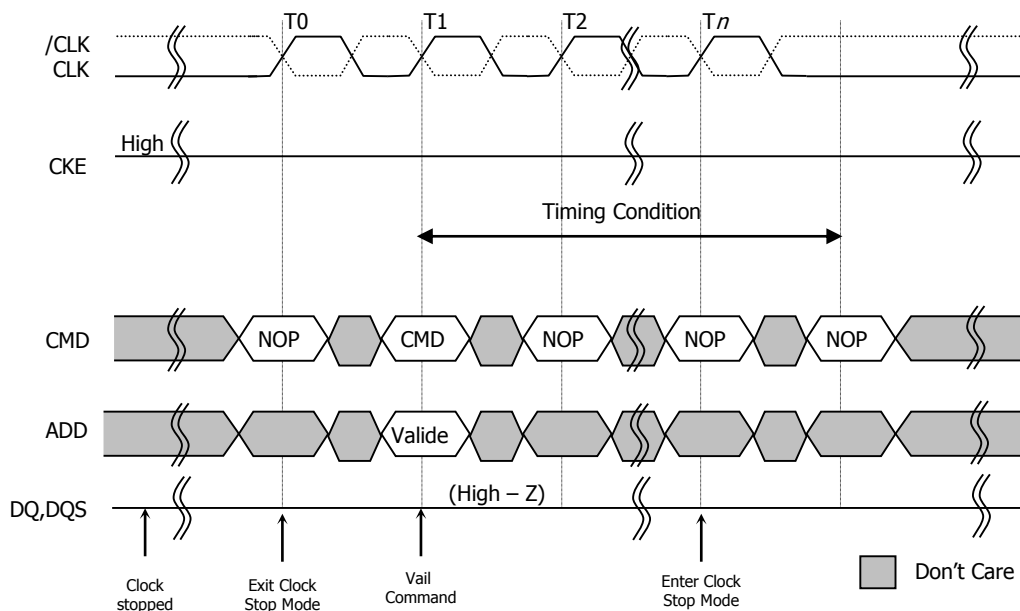 T0 T1 T2 Tn
/CLK
CLK
High
CKE
Timing Condition
CMD NOP CMD NOP NOP NOP
ADD Valide
(High – Z)
DQ,DQS
Clock
stopped
Exit Clock
Stop Mode
Vail
Command
Enter Clock
Stop Mode
Don't Care